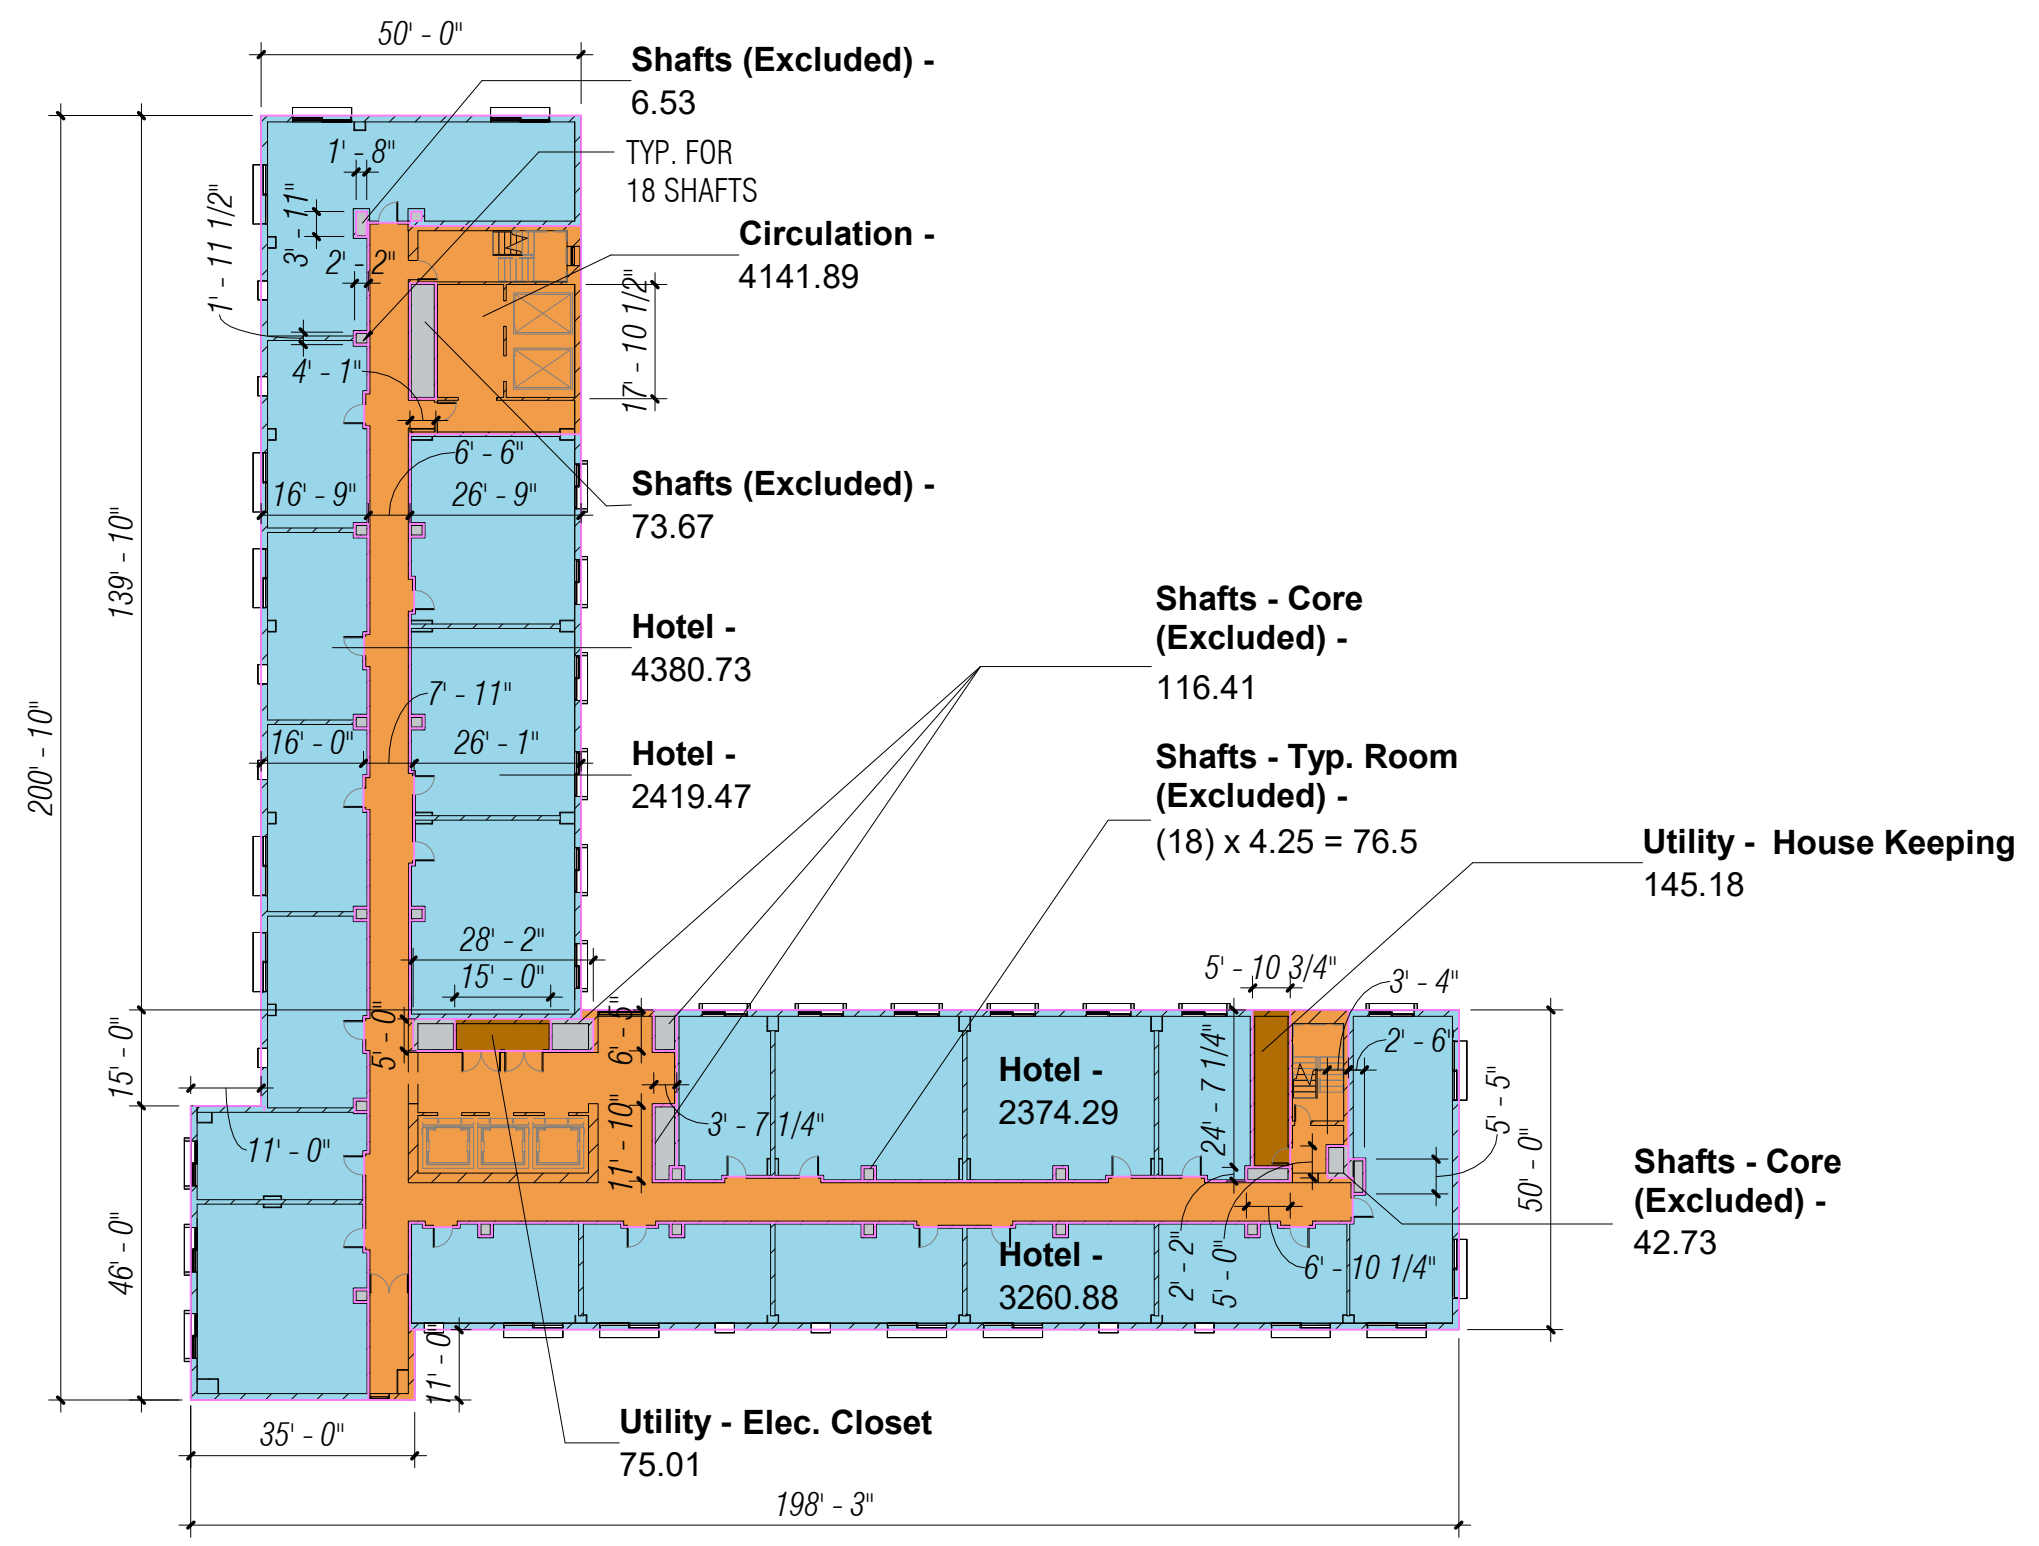 50' - 0"
Shafts (Excluded) -
6.53
TYP. FOR
18 SHAFTS
1' - 8"
3' - 11"
1' - 11 1/2"
2' - 2"
Circulation -
4141.89
17' - 10 1/2"
4' - 1"
6' - 6"
16' - 9"
26' - 9"
Shafts (Excluded) -
73.67
139' - 10"
200' - 10"
Hotel -
4380.73
7' - 11"
16' - 0"
26' - 1"
Hotel -
2419.47
Shafts - Core
(Excluded) -
116.41
Shafts - Typ. Room
(Excluded) -
(18) x 4.25 = 76.5
Utility - House Keeping
145.18
28' - 2"
15' - 0"
5' - 10 3/4"
3' - 4"
2' - 6"
5' - 0"
6' - 5"
15' - 0"
11' - 0"
3' - 7 1/4"
11' - 10"
Hotel -
2374.29
24' - 7 1/4"
5' - 5"
50' - 0"
Shafts - Core
(Excluded) -
42.73
46' - 0"
Hotel -
3260.88
2' - 2"
5' - 0"
6' - 10 1/4"
11' - 0"
35' - 0"
Utility - Elec. Closet
75.01
198' - 3"